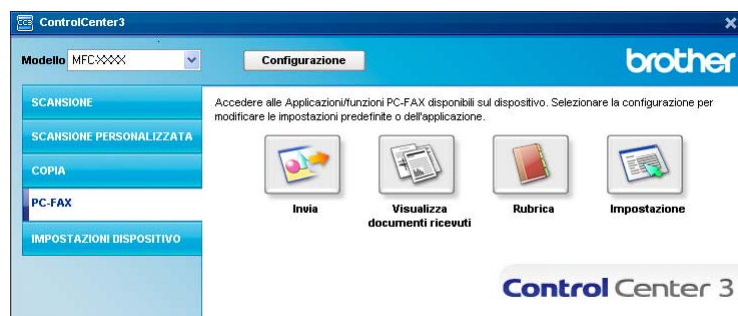 ControlCenter3
Modello MFC-XXXX
Configurazione
brother
SCANSIONE
SCANSIONE PERSONALIZZATA
COPIA
PC-FAX
IMPOSTAZIONI DISPOSITIVO
Accedere alle Applicazioni/funzioni PC-FAX disponibili sul dispositivo. Selezionare la configurazione per
modificare le impostazioni predefinite o dell'applicazione.
Invia
Visualizza
documenti ricevuti
Rubrica
Impostazione
Control Center 3